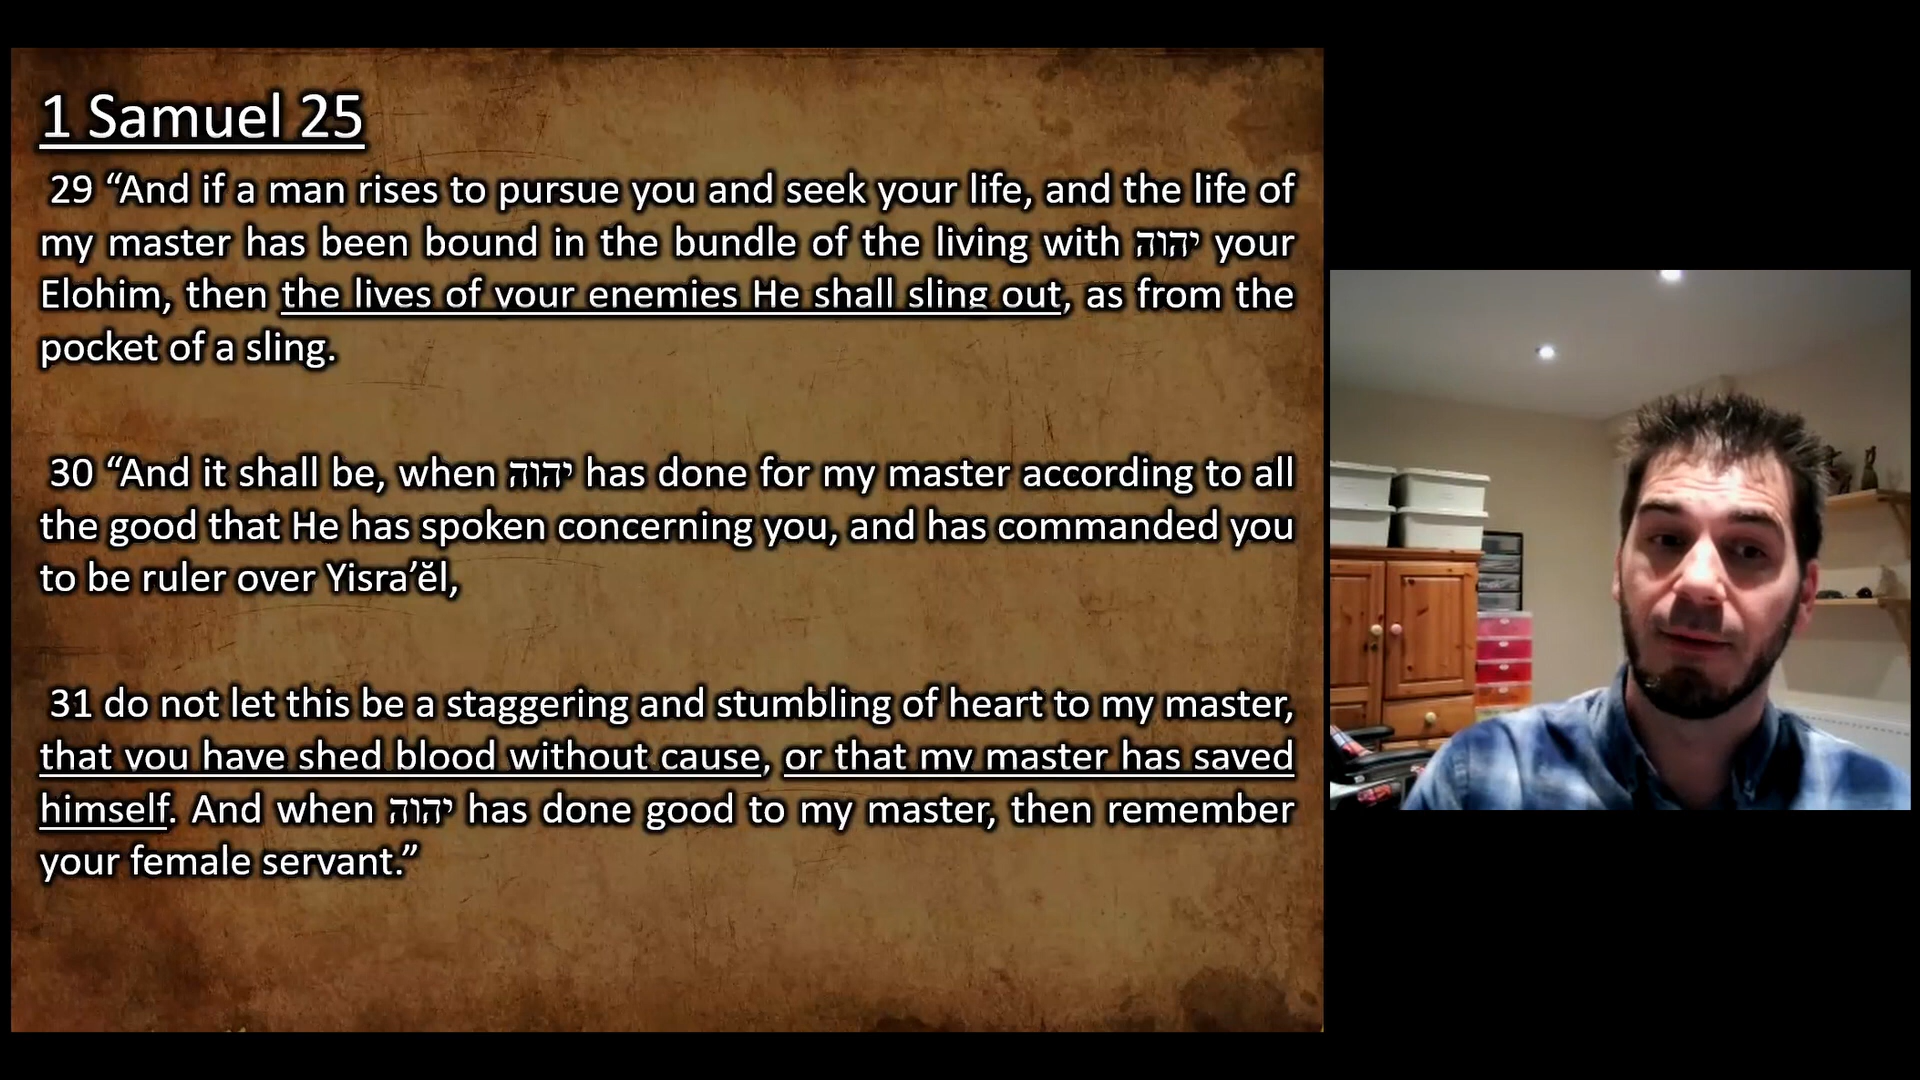 1 Samuel 25
29 “And if a man rises to pursue you and seek your life, and the life of
my master has been bound in the bundle of the living with יהוה your
Elohim, then the lives of your enemies He shall sling out, as from the
pocket of a sling.
30 “And it shall be, when יהוה has done for my master according to all
the good that He has spoken concerning you, and has commanded you
to be ruler over Yisra’ĕl,
31 do not let this be a staggering and stumbling of heart to my master,
that you have shed blood without cause, or that my master has saved
himself. And when יהוה has done good to my master, then remember
your female servant.”